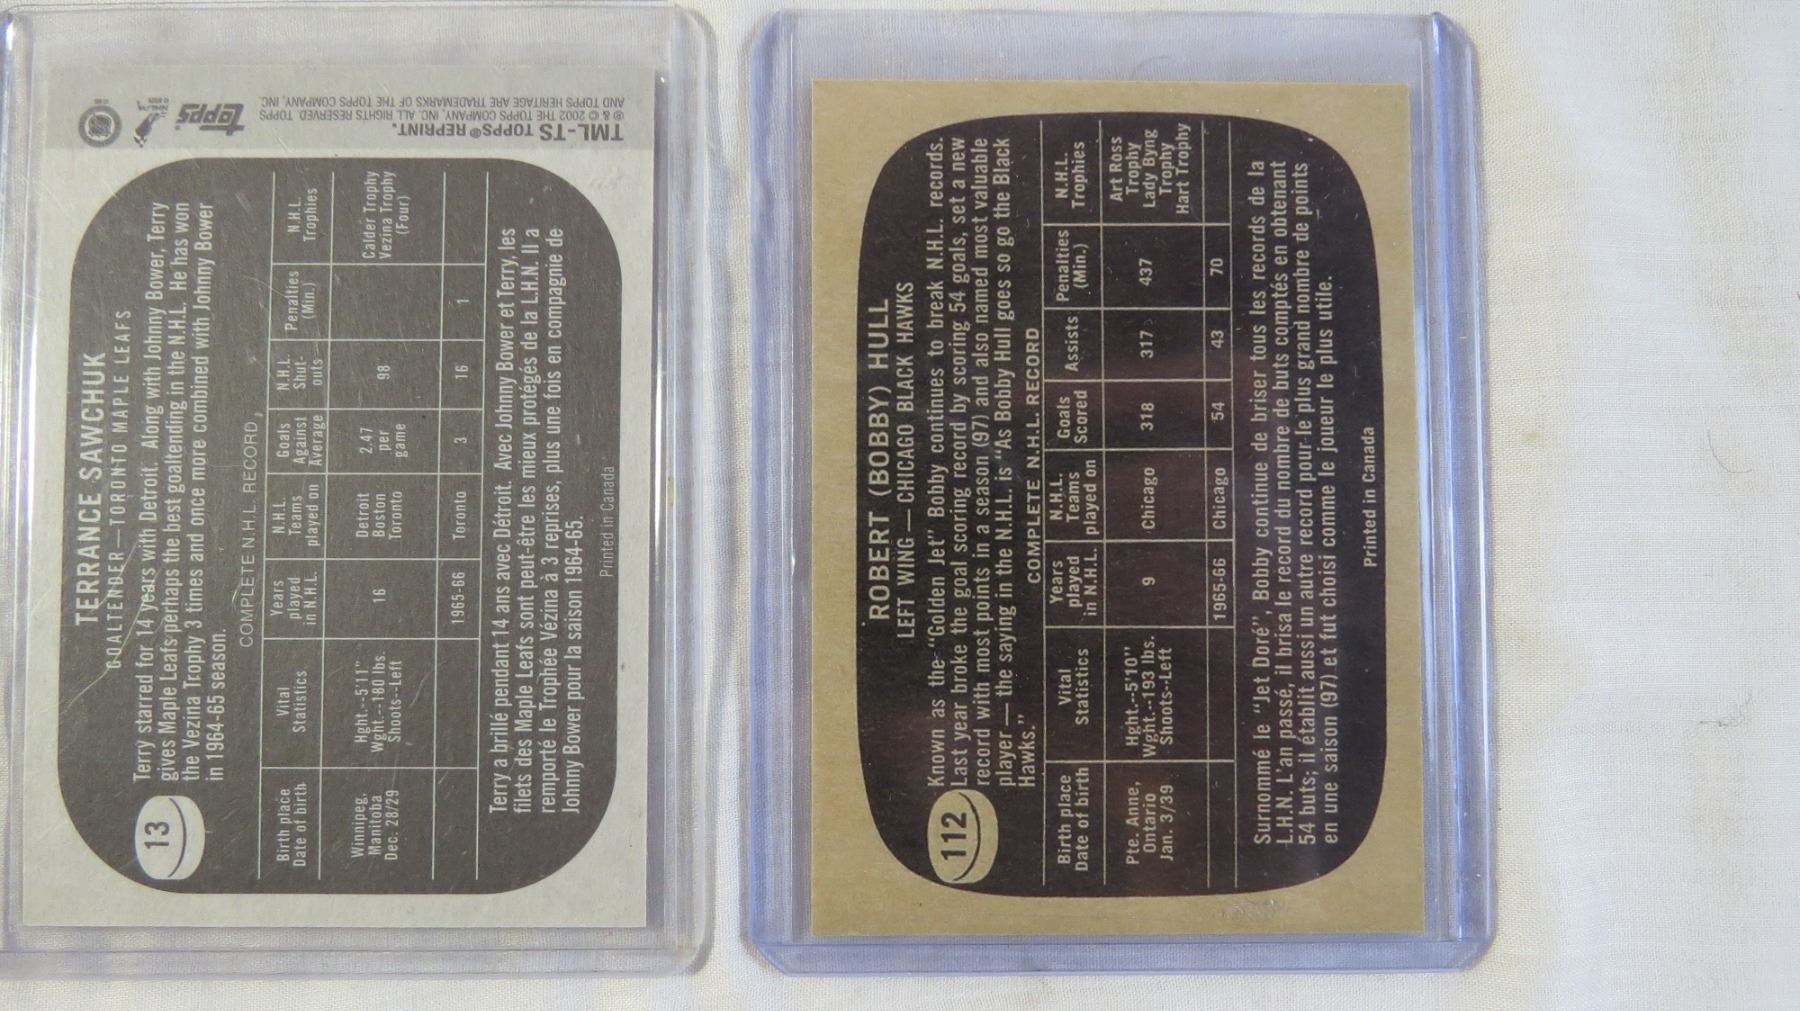 TERRANCE SAWCHUK
GOALTENDER—TORONTO MAPLE LEAFS
Terry starred for 14 years with Detroit. Along with Johnny Bower, Terry
gives Maple Leafs perhaps the best goaltending in the N.H.L. He has won
the Vezina Trophy 3 times and once more combined with Johnny Bower
in 1964-65 season.
13
COMPLETE N.H.L. RECORD
Birth place
Date of birth
Vital
Statistics
Years
played
in N.H.L.
N.H.L.
Teams
played on
Goals
Against
Average
N.H.L.
Shut-
outs
Penalties
(Min.)
N.H.L.
Trophies
Winnipeg,
Manitoba
Dec. 28/29
Hght.--5'11"
Wght.--180 lbs.
Shoots--Left
16
Detroit
Boston
Toronto
2.47
per
game
98
Calder Trophy
Vezina Trophy
(Four)
1965-66
Toronto
3
16
1
Terry a brillé pendant 14 ans avec Détroit. Avec Johnny Bower et Terry, les
filets des Maple Leafs sont peut-être les mieux protégés de la L.H.N. Il a
remporté le Trophée Vézina à 3 reprises, plus une fois en compagnie de
Johnny Bower pour la saison 1964-65.
Printed in Canada
TML-TS TOPPS® REPRINT.
® & © 2002 THE TOPPS COMPANY, INC. ALL RIGHTS RESERVED. TOPPS
AND TOPPS HERITAGE ARE TRADEMARKS OF THE TOPPS COMPANY, INC.
Topps
ROBERT (BOBBY) HULL
LEFT WING—CHICAGO BLACK HAWKS
Known as the "Golden Jet" Bobby continues to break N.H.L. records.
Last year broke the goal scoring record by scoring 54 goals, set a new
record with most points in a season (97) and also named most valuable
player—the saying in the N.H.L. is "As Bobby Hull goes so go the Black
Hawks."
112
COMPLETE N.H.L. RECORD
Birth place
Date of birth
Vital
Statistics
Years
played
in N.H.L.
N.H.L.
Teams
played on
Goals
Scored
Assists
Penalties
(Min.)
N.H.L.
Trophies
Pte. Anne,
Ontario
Jan. 3/39
Hght.--5'10"
Wght.--193 lbs.
Shoots--Left
9
Chicago
318
317
437
Art Ross
Trophy
Lady Byng
Trophy
Hart Trophy
1965-66
Chicago
54
43
70
Surnommé le "Jet Doré", Bobby continue de briser tous les records de la
L.H.N. L'an passé, il brisa le record du nombre de buts comptés en obtenant
54 buts; il établit aussi un autre record pour le plus grand nombre de points
en une saison (97) et fut choisi comme le joueur le plus utile.
Printed in Canada